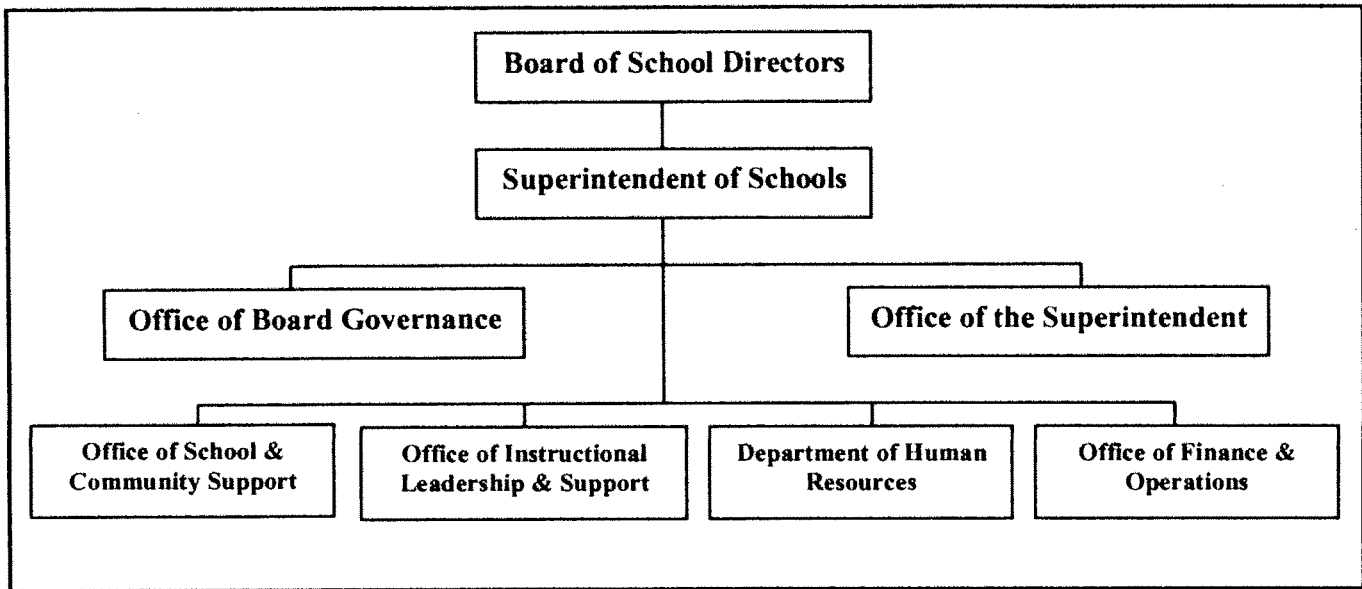 Board of School Directors
Superintendent of Schools
Office of Board Governance
Office of the Superintendent
Office of School &
Community Support
Office of Instructional
Leadership & Support
Department of Human
Resources
Office of Finance &
Operations